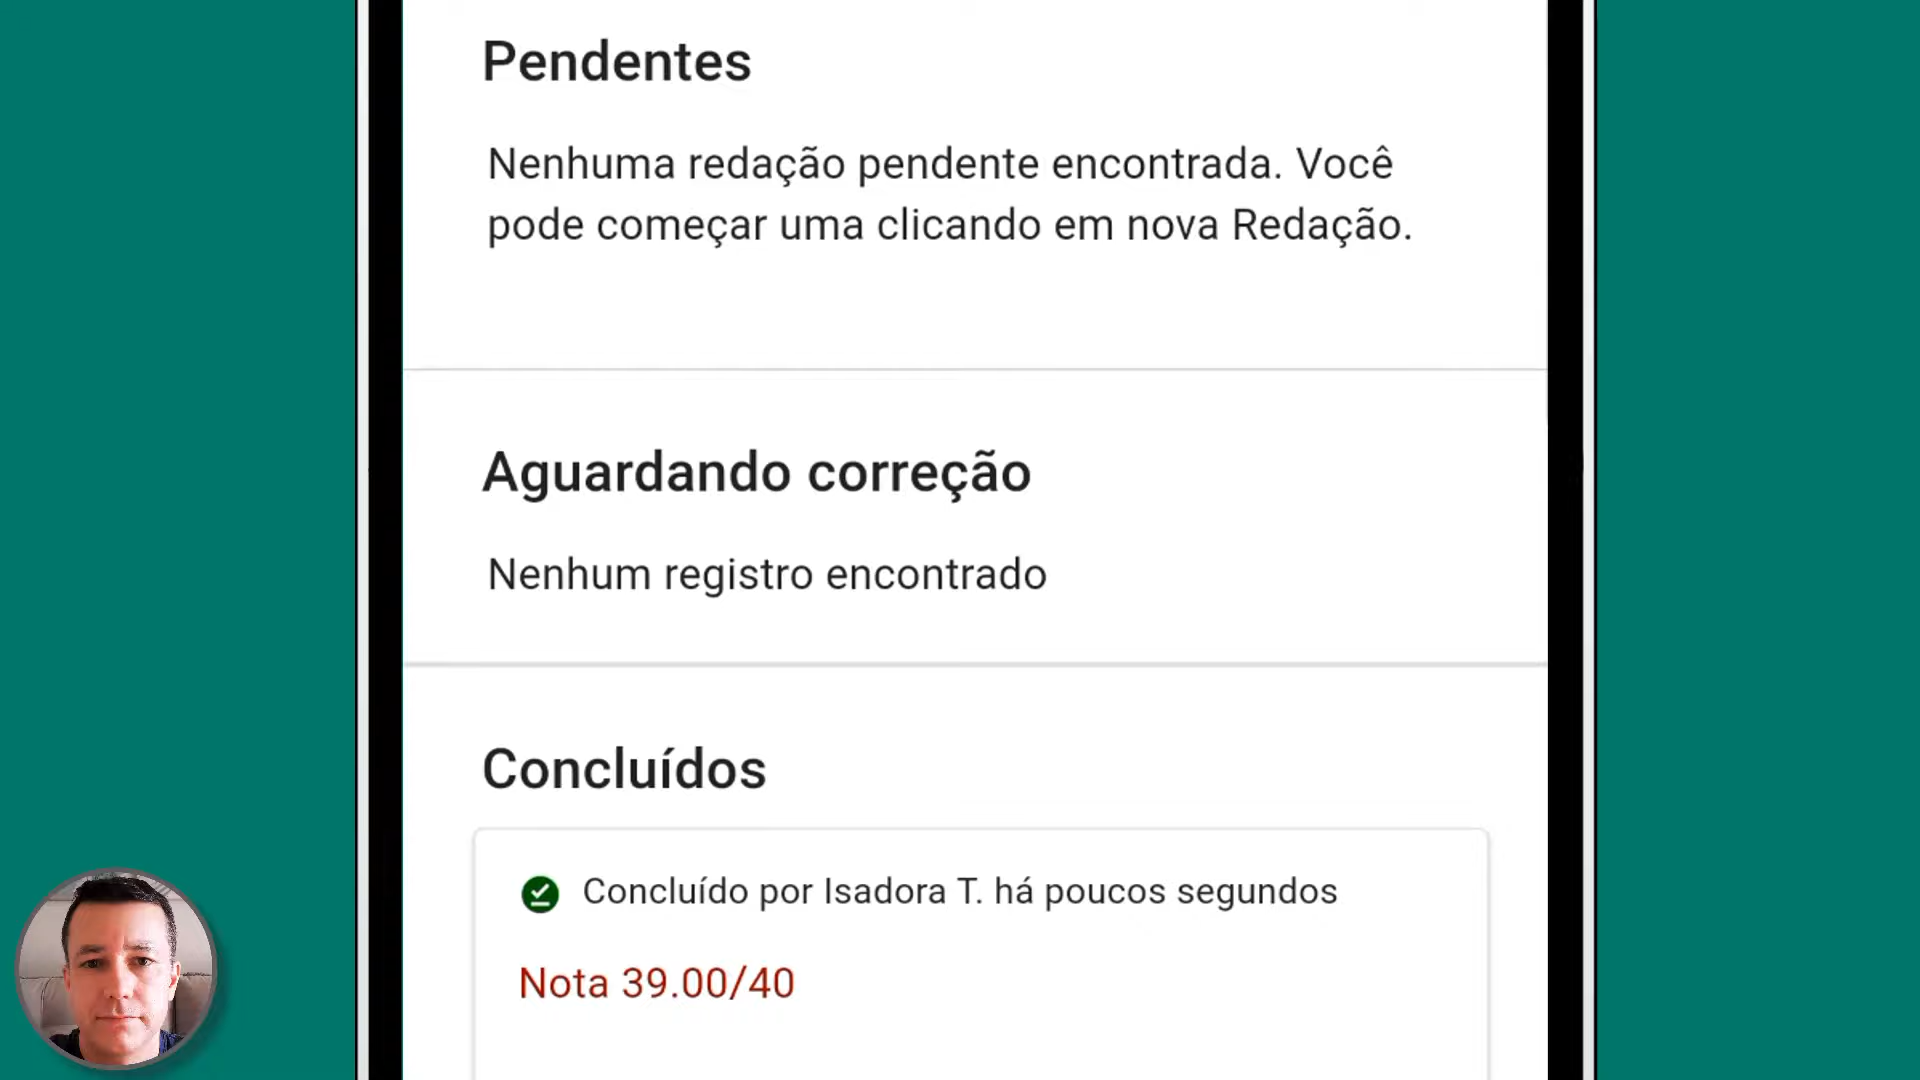 Pendentes
Nenhuma redação pendente encontrada. Você
pode começar uma clicando em nova Redação.
Aguardando correção
Nenhum registro encontrado
Concluídos
Concluído por Isadora T. há poucos segundos
Nota 39.00/40